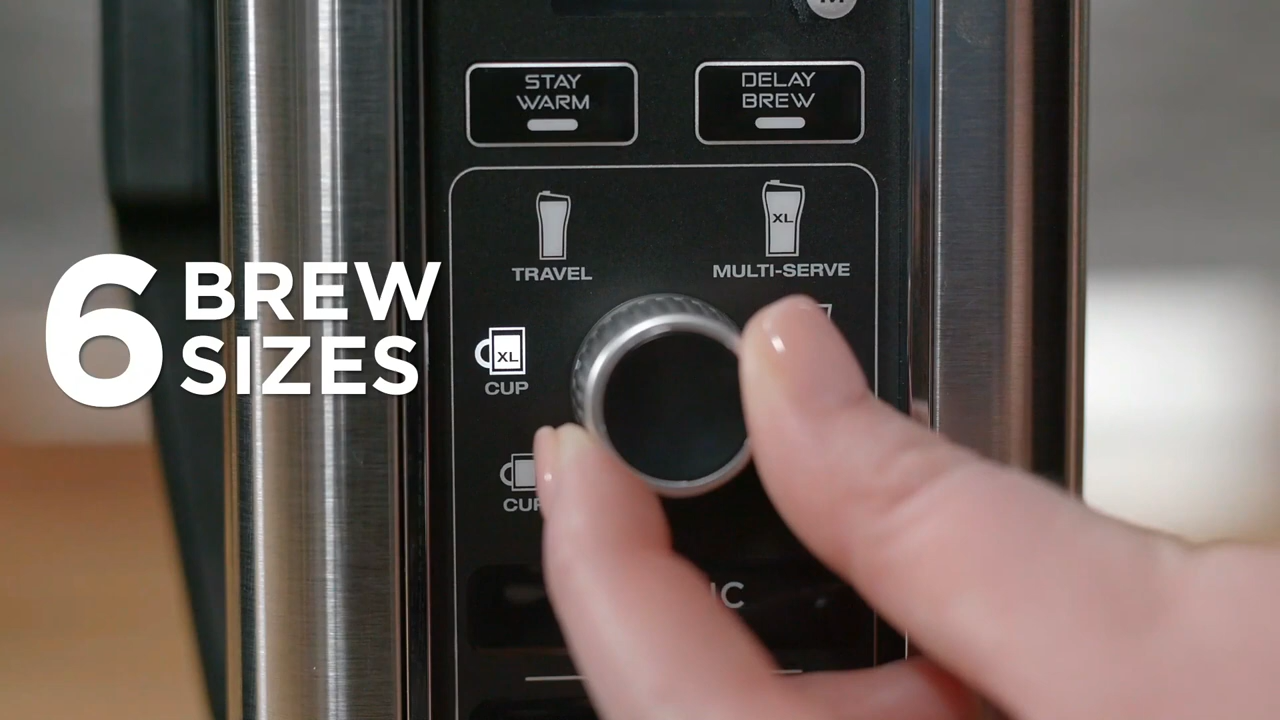 STAY
WARM
DELAY
BREW
XL
TRAVEL
MULTI-SERVE
6 BREW
SIZES
XL
CUP